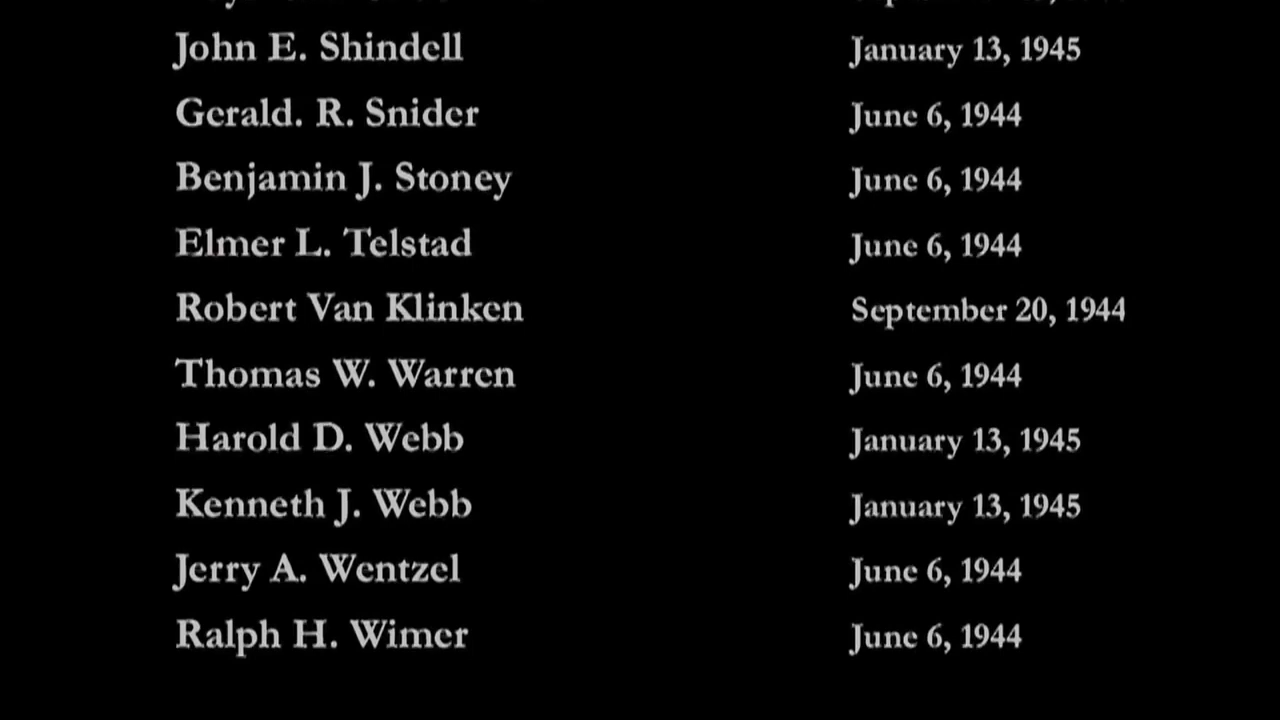 John E. Shindell January 13, 1945
Gerald. R. Snider June 6, 1944
Benjamin J. Stoney June 6, 1944
Elmer L. Telstad June 6, 1944
Robert Van Klinken September 20, 1944
Thomas W. Warren June 6, 1944
Harold D. Webb January 13, 1945
Kenneth J. Webb January 13, 1945
Jerry A. Wentzel June 6, 1944
Ralph H. Wimer June 6, 1944